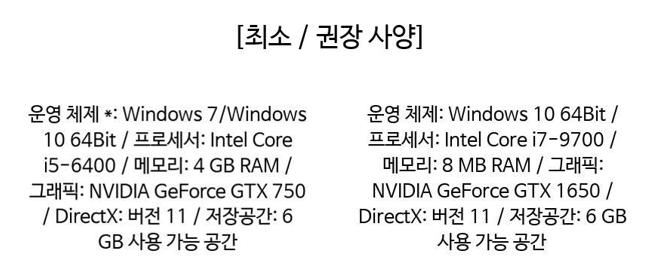 [최소 / 권장 사양]
운영 체제 *: Windows 7/Windows
10 64Bit / 프로세서: Intel Core
i5-6400 / 메모리: 4 GB RAM /
그래픽: NVIDIA GeForce GTX 750
/ DirectX: 버전 11 / 저장공간: 6
GB 사용 가능 공간
운영 체제: Windows 10 64Bit /
프로세서: Intel Core i7-9700 /
메모리: 8 MB RAM / 그래픽:
NVIDIA GeForce GTX 1650 /
DirectX: 버전 11 / 저장공간: 6 GB
사용 가능 공간